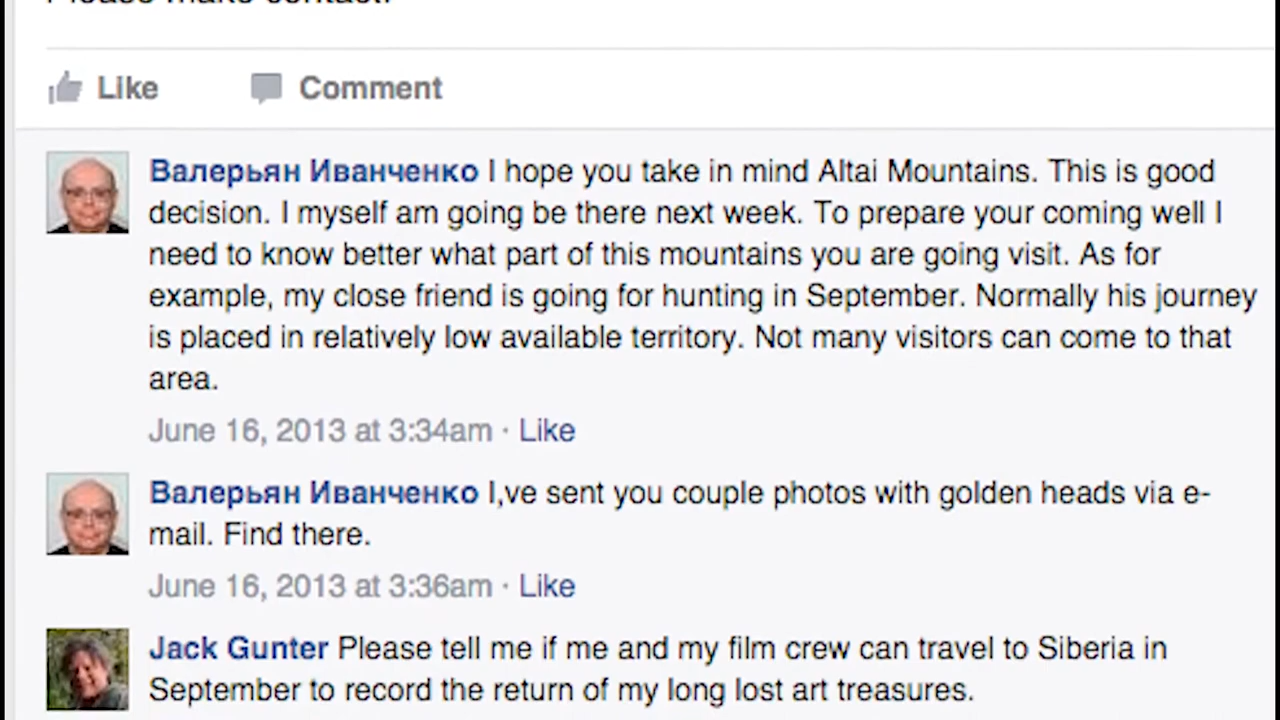 Please make contact.
Like Comment
Валерьян Иванченко I hope you take in mind Altai Mountains. This is good
decision. I myself am going be there next week. To prepare your coming well I
need to know better what part of this mountains you are going visit. As for
example, my close friend is going for hunting in September. Normally his journey
is placed in relatively low available territory. Not many visitors can come to that
area.
June 16, 2013 at 3:34am · Like
Валерьян Иванченко I,ve sent you couple photos with golden heads via e-
mail. Find there.
June 16, 2013 at 3:36am · Like
Jack Gunter Please tell me if me and my film crew can travel to Siberia in
September to record the return of my long lost art treasures.